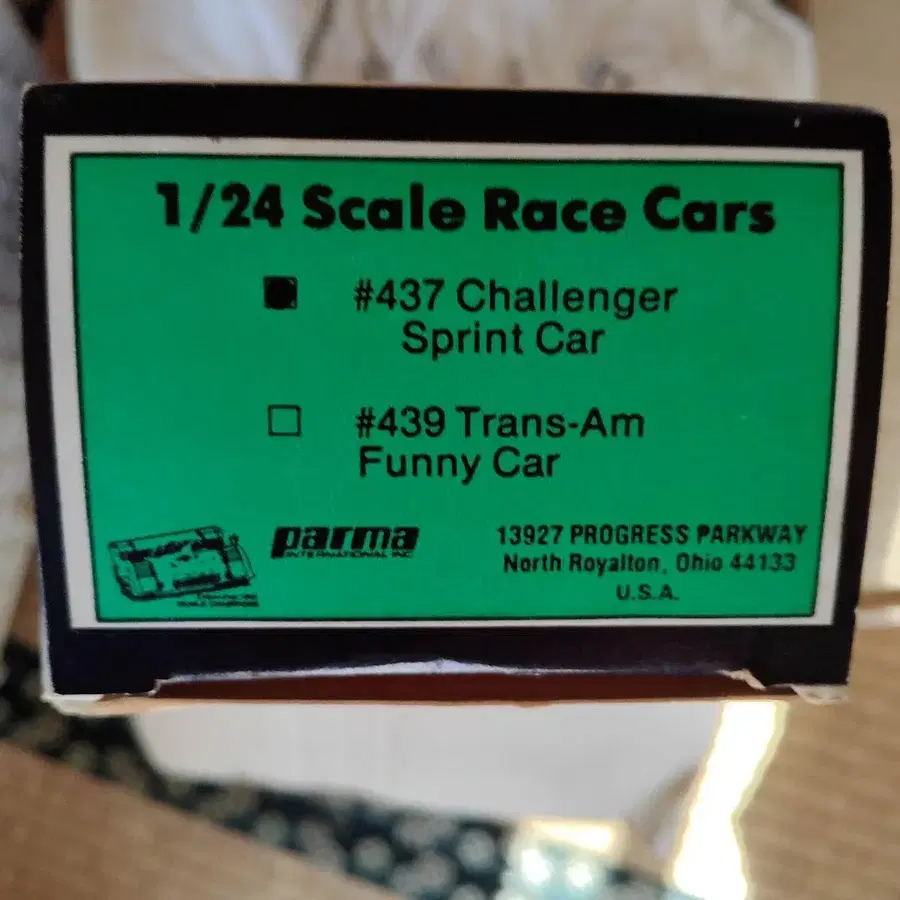 1/24 Scale Race Cars
#437 Challenger
Sprint Car
#439 Trans-Am
Funny Car
parma
INTERNATIONAL INC.
13927 PROGRESS PARKWAY
North Royalton, Ohio 44133
U.S.A.